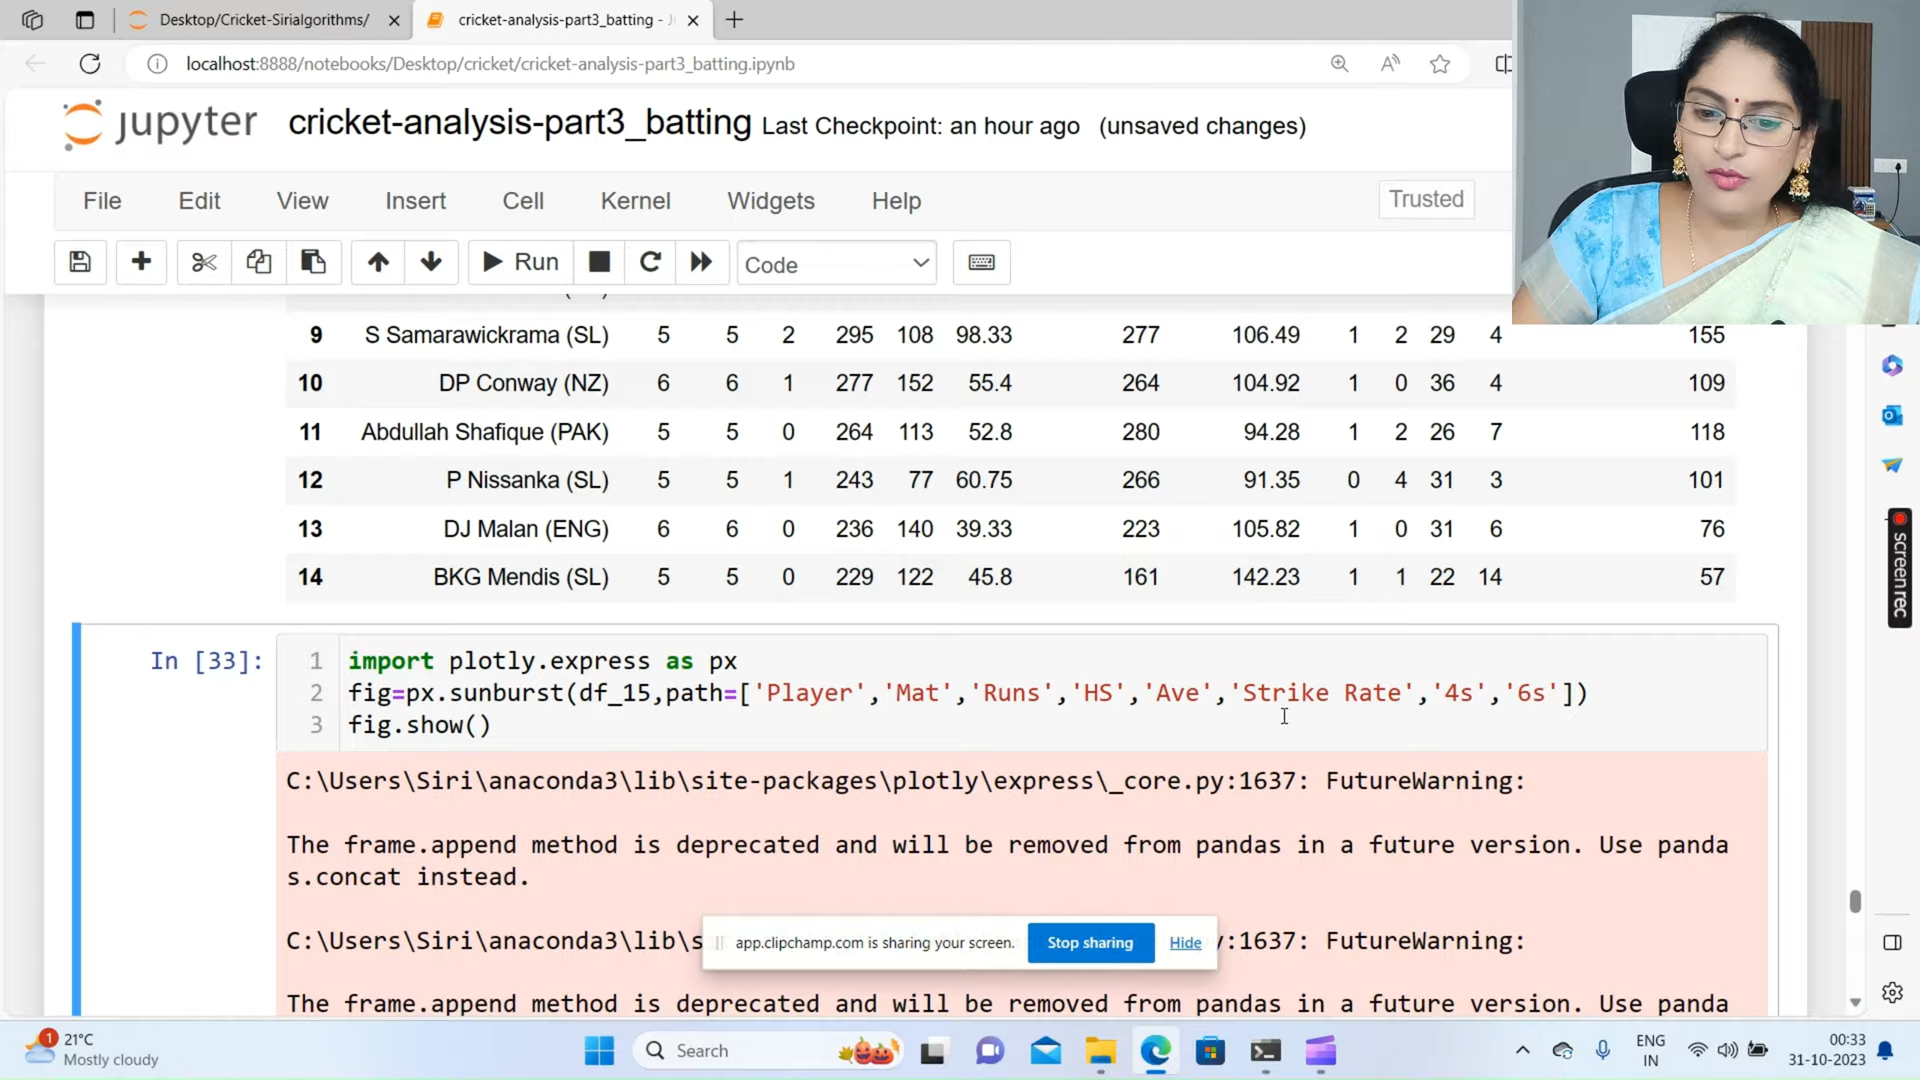 Desktop/Cricket-Sirialgorithms/
cricket-analysis-part3_batting -
localhost:8888/notebooks/Desktop/cricket/cricket-analysis-part3_batting.ipynb
jupyter cricket-analysis-part3_batting Last Checkpoint: an hour ago (unsaved changes)
File Edit View Insert Cell Kernel Widgets Help Trusted
Run Code
9 S Samarawickrama (SL) 5 5 2 295 108 98.33 277 106.49 1 2 29 4 155
10 DP Conway (NZ) 6 6 1 277 152 55.4 264 104.92 1 0 36 4 109
11 Abdullah Shafique (PAK) 5 5 0 264 113 52.8 280 94.28 1 2 26 7 118
12 P Nissanka (SL) 5 5 1 243 77 60.75 266 91.35 0 4 31 3 101
13 DJ Malan (ENG) 6 6 0 236 140 39.33 223 105.82 1 0 31 6 76
14 BKG Mendis (SL) 5 5 0 229 122 45.8 161 142.23 1 1 22 14 57
In [33]:
1 import plotly.express as px
2 fig=px.sunburst(df_15,path=['Player','Mat','Runs','HS','Ave','Strike Rate','4s','6s'])
3 fig.show()
C:\Users\Siri\anaconda3\lib\site-packages\plotly\express\_core.py:1637: FutureWarning:
The frame.append method is deprecated and will be removed from pandas in a future version. Use panda
s.concat instead.
C:\Users\Siri\anaconda3\lib\s y:1637: FutureWarning:
app.clipchamp.com is sharing your screen. Stop sharing Hide
The frame.append method is deprecated and will be removed from pandas in a future version. Use panda
screenrec
1
21°C
Mostly cloudy
Search
ENG
IN
00:33
31-10-2023